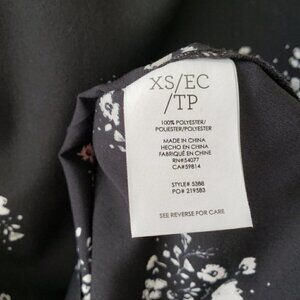 XS/EC
/TP
100% POLYESTER/
POLIESTER/POLYESTER
MADE IN CHINA
HECHO EN CHINA
FABRIQUÉ EN CHINE
RN#54077
CA#59814
STYLE# 5388
PO# 219583
SEE REVERSE FOR CARE